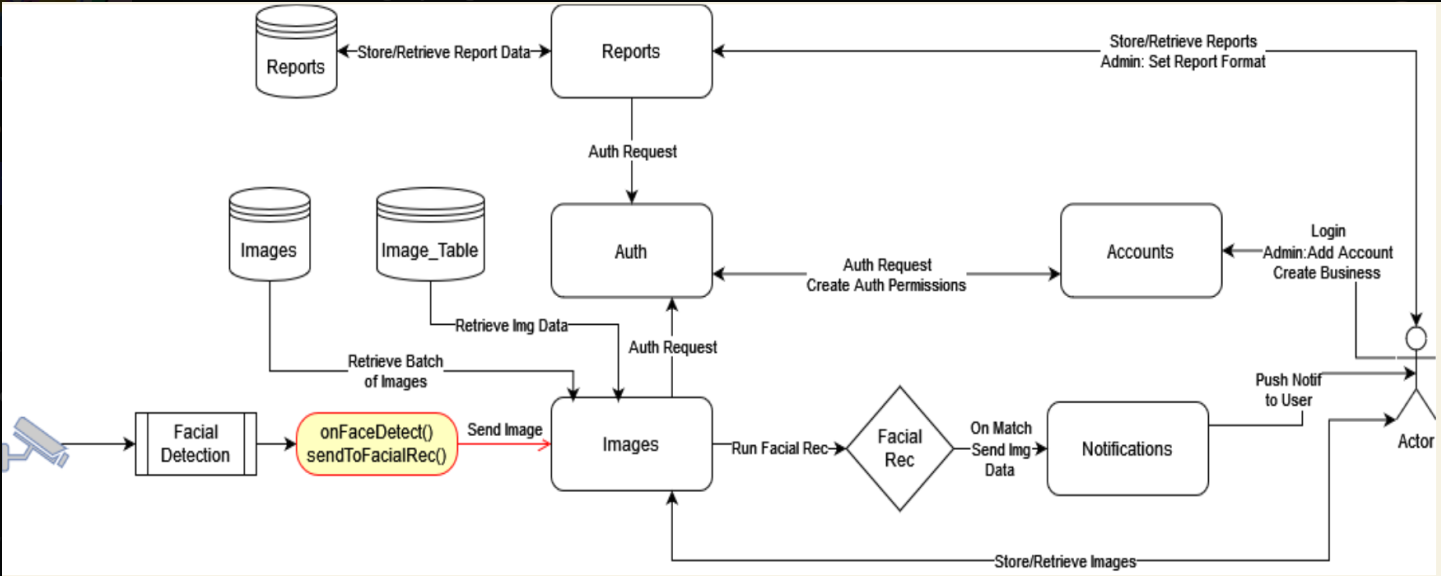 Reports
Store/Retrieve Report Data
Reports
Store/Retrieve Reports
Admin: Set Report Format
Auth Request
Images
Image_Table
Auth
Auth Request
Create Auth Permissions
Accounts
Login
Admin:Add Account
Create Business
Retrieve Img Data
Auth Request
Retrieve Batch
of Images
Push Notif
to User
Facial
Detection
onFaceDetect()
sendToFacialRec()
Send Image
Images
Run Facial Rec
Facial
Rec
On Match
Send Img
Data
Notifications
Actor
Store/Retrieve Images